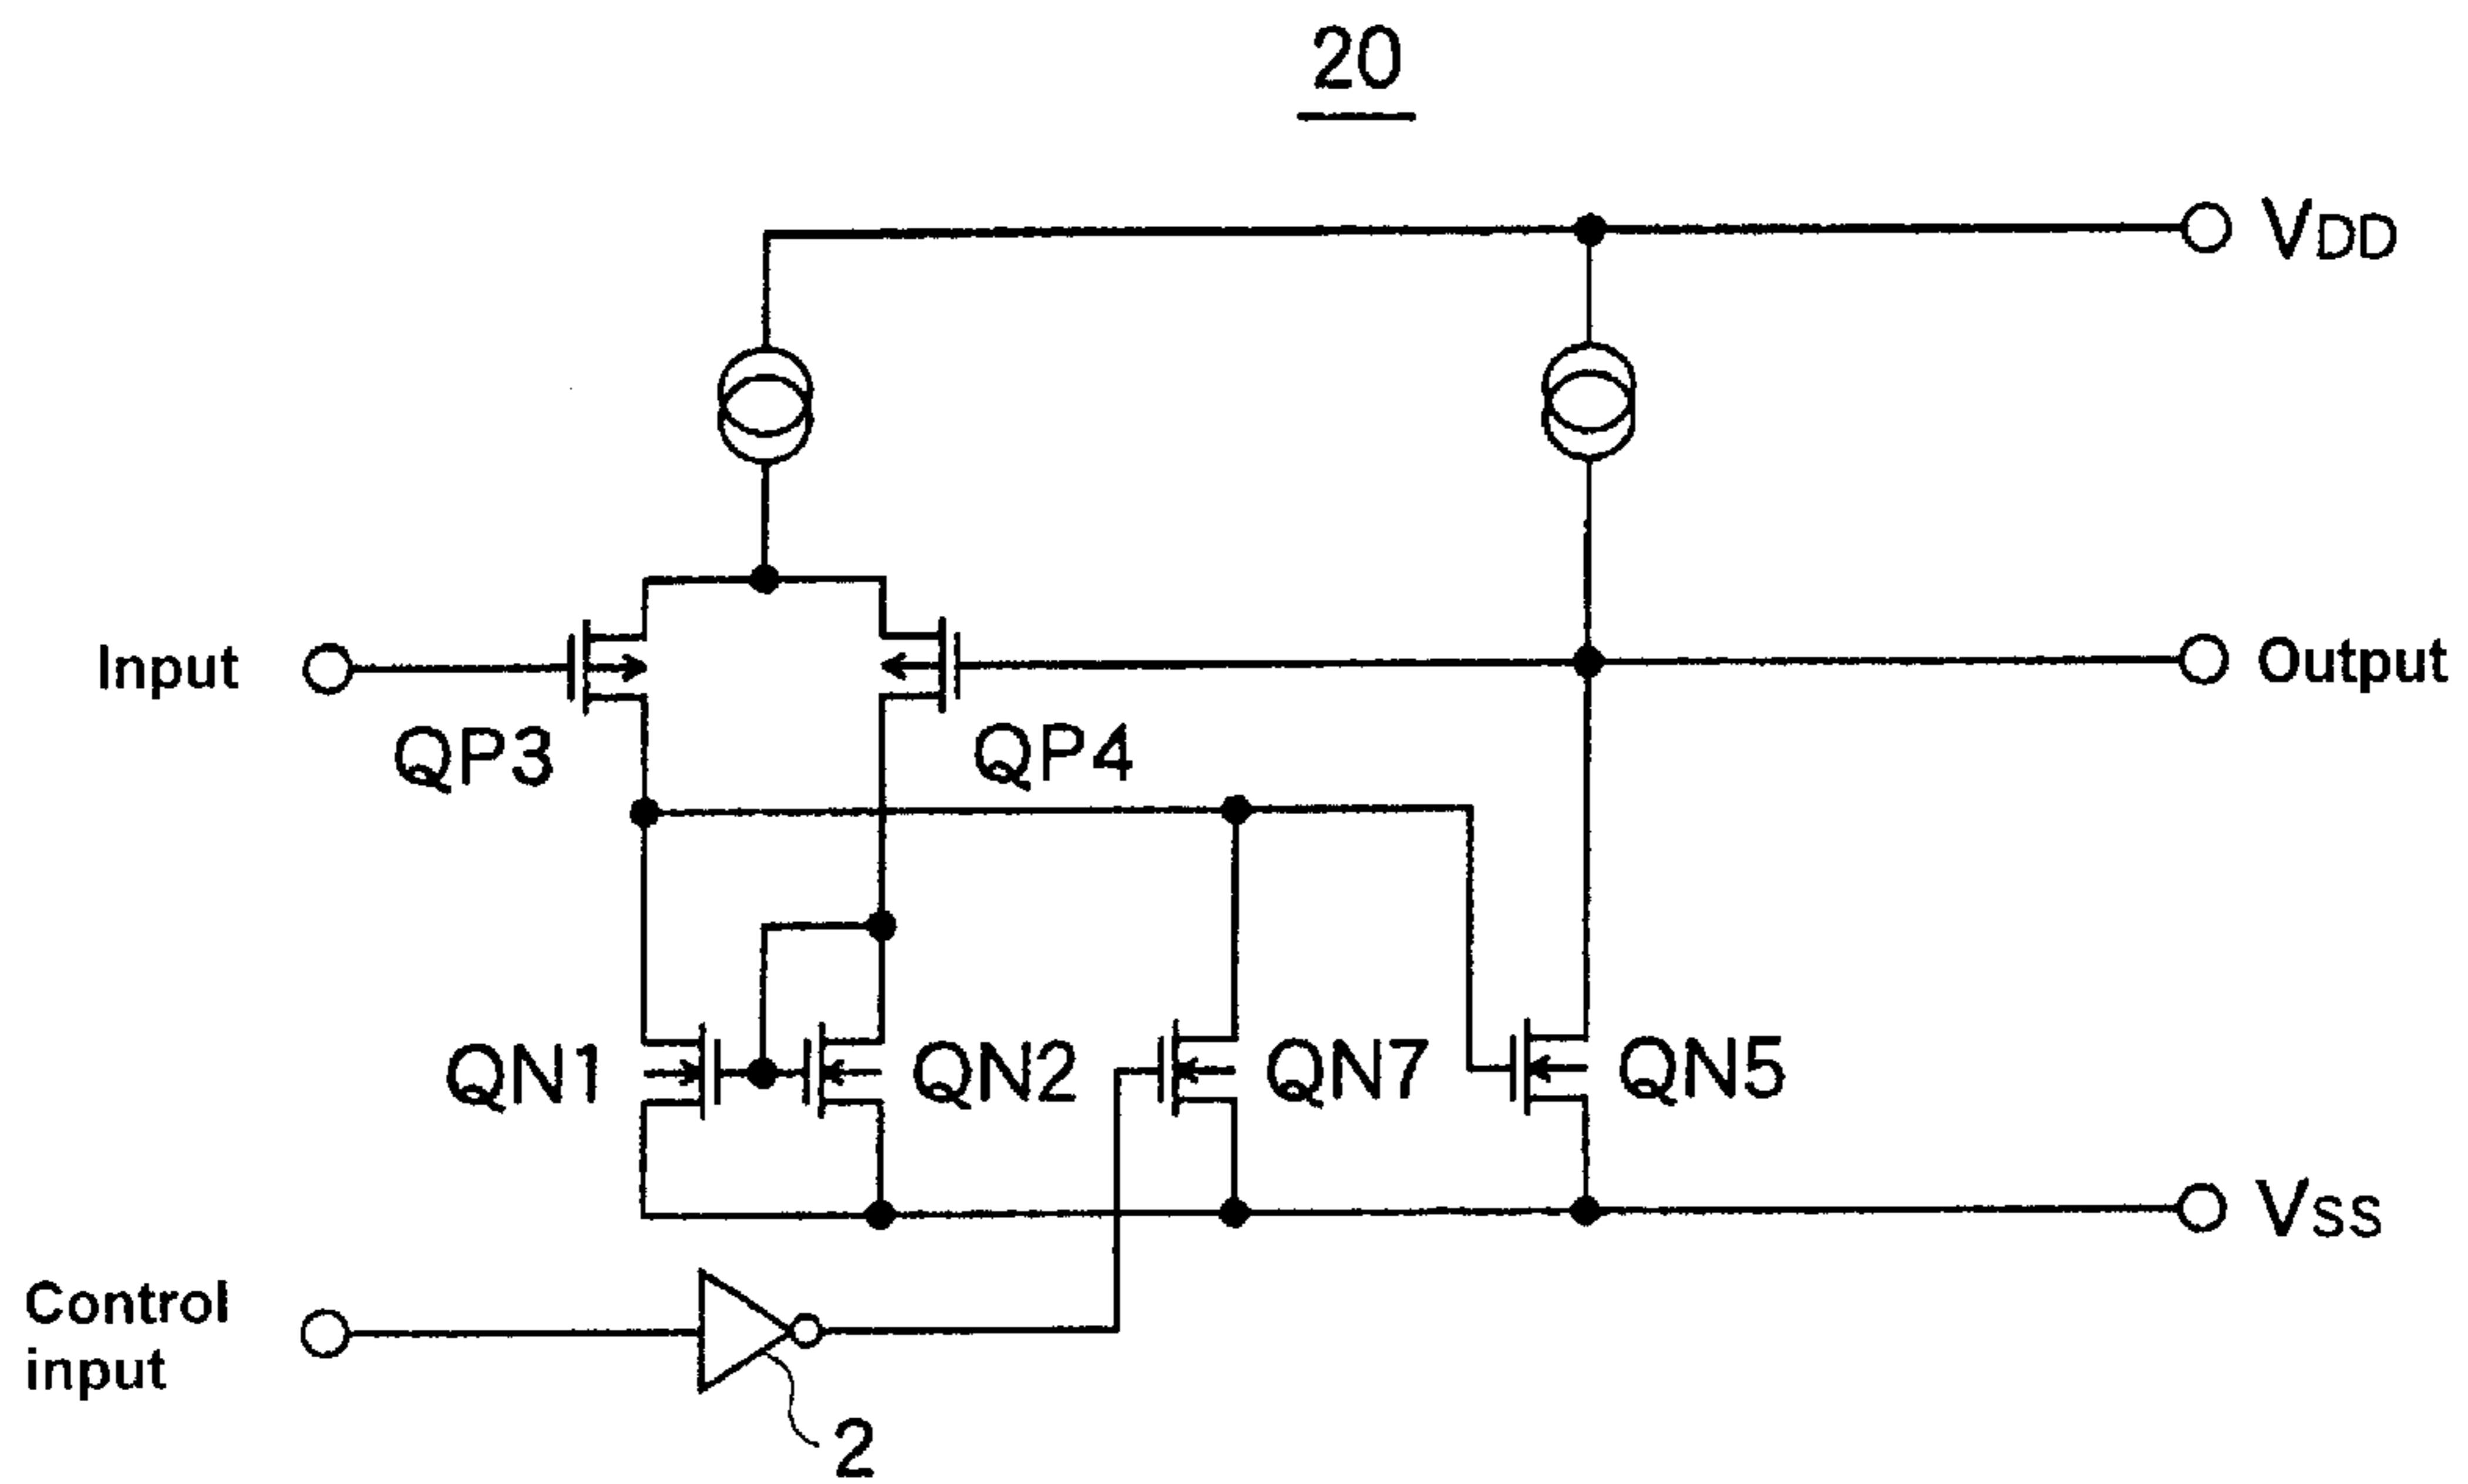 20
VDD
Input
Output
QP3
QP4
QN1
QN2
QN7
QN5
VSS
Control
input
2